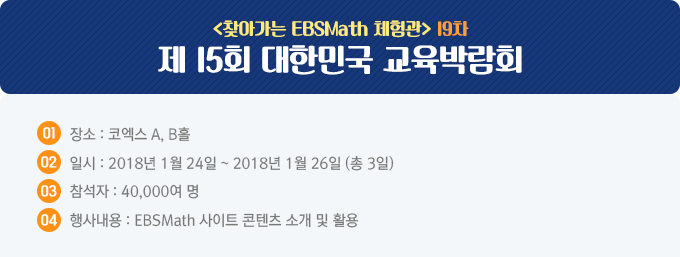 <찾아가는 EBSMath 체험관> 19차
제 15회 대한민국 교육박람회
01 장소 : 코엑스 A, B홀
02 일시 : 2018년 1월 24일 ~ 2018년 1월 26일 (총 3일)
03 참석자 : 40,000여 명
04 행사내용 : EBSMath 사이트 콘텐츠 소개 및 활용